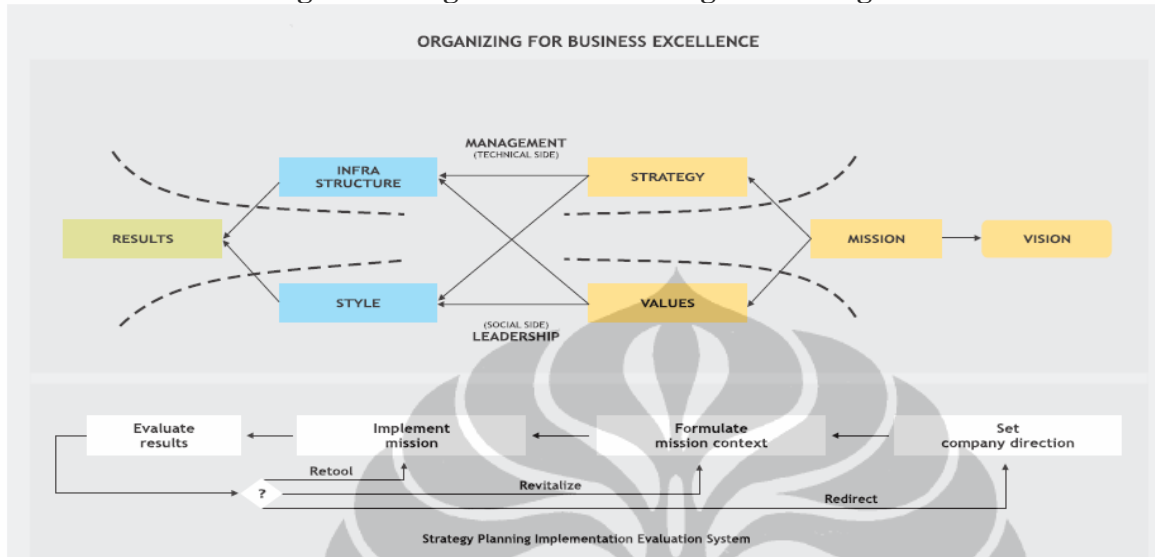 ORGANIZING FOR BUSINESS EXCELLENCE
MANAGEMENT
(TECHNICAL SIDE)
INFRA
STRUCTURE
STRATEGY
RESULTS
MISSION
VISION
STYLE
VALUES
(SOCIAL SIDE)
LEADERSHIP
Evaluate
results
Implement
mission
Formulate
mission context
Set
company direction
Retool
?
Revitalize
Redirect
Strategy Planning Implementation Evaluation System